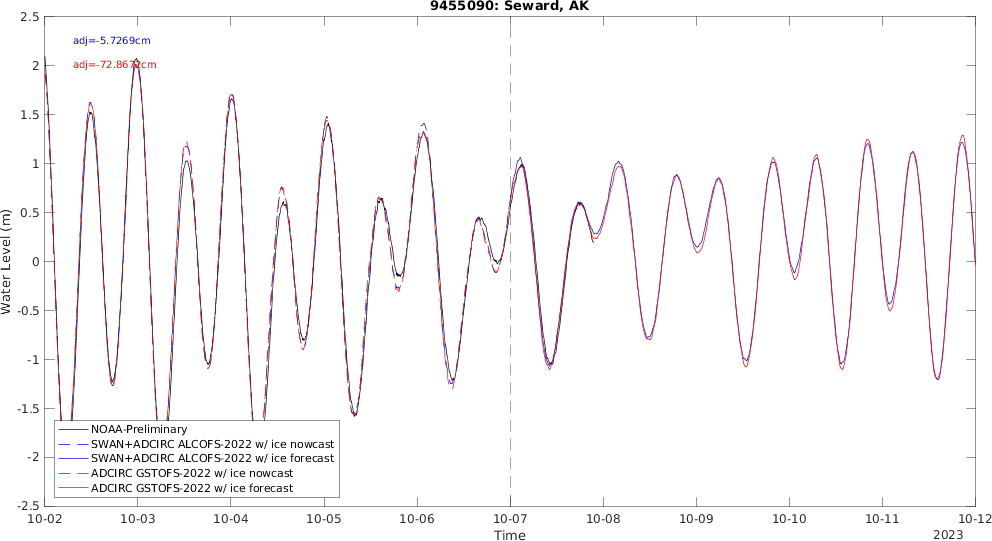 9455090: Seward, AK
adj=-5.7269cm
adj=-72.8672cm
Water Level (m)
2.5
2
1.5
1
0.5
0
-0.5
-1
-1.5
-2
-2.5
NOAA-Preliminary
SWAN+ADCIRC ALCOFS-2022 w/ ice nowcast
SWAN+ADCIRC ALCOFS-2022 w/ ice forecast
ADCIRC GSTOFS-2022 w/ ice nowcast
ADCIRC GSTOFS-2022 w/ ice forecast
10-02 10-03 10-04 10-05 10-06 10-07 10-08 10-09 10-10 10-11 10-12
Time
2023